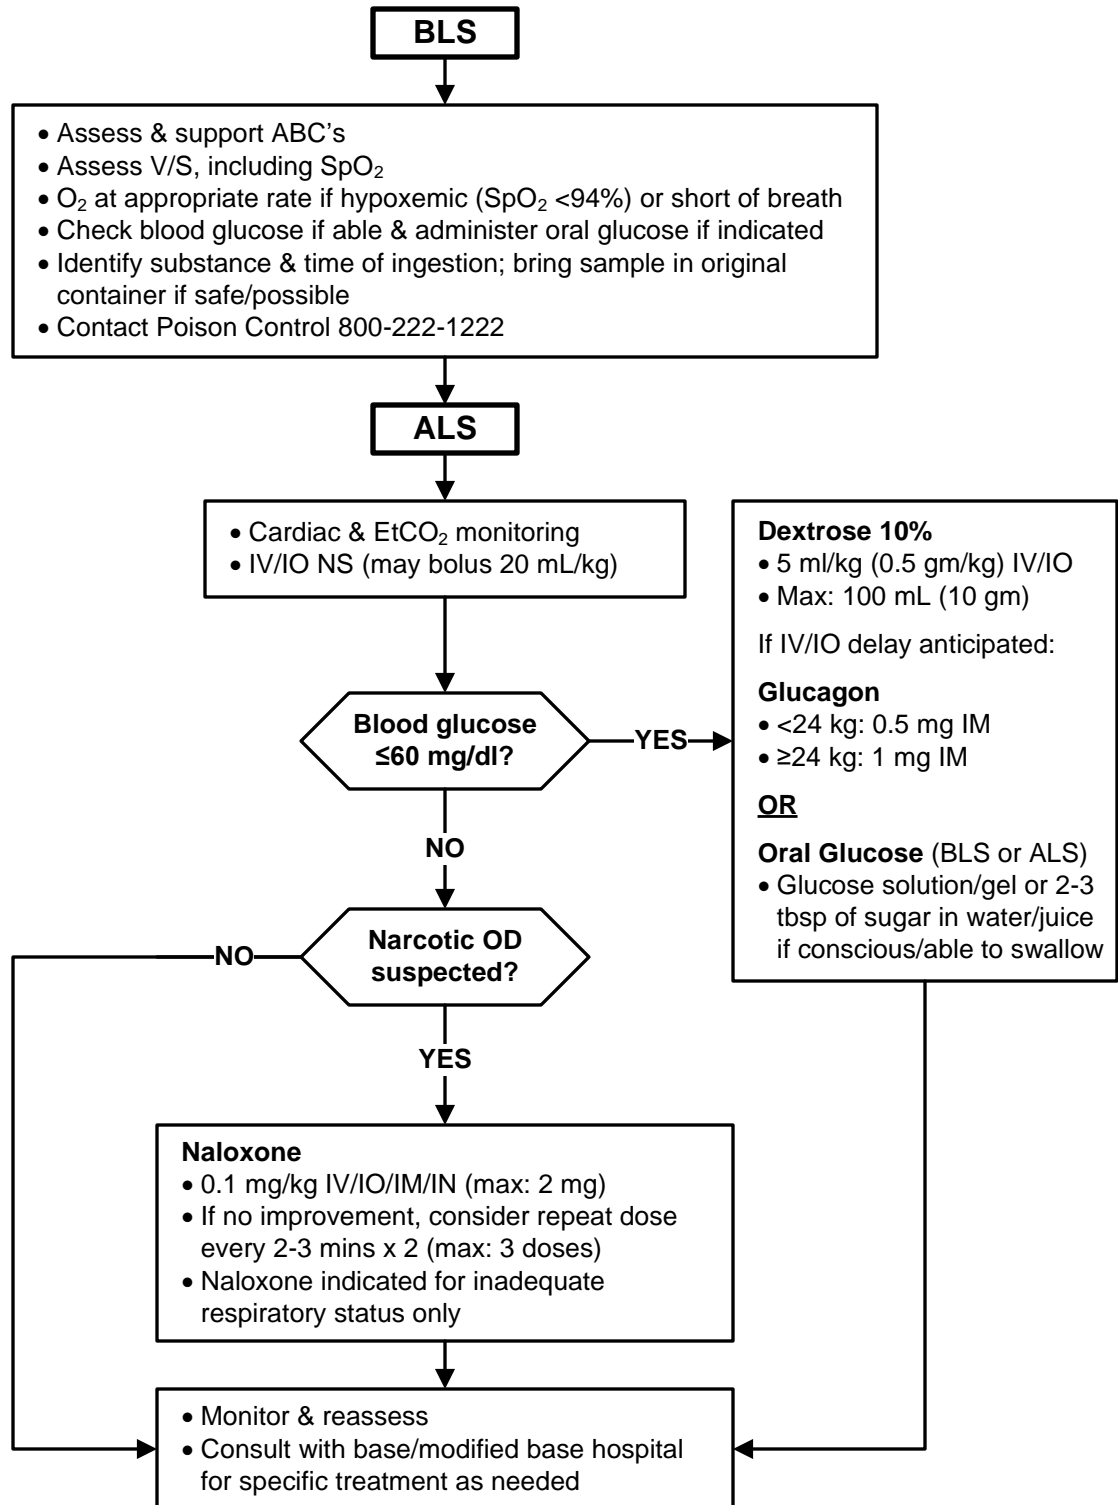 BLS
• Assess & support ABC’s
• Assess V/S, including SpO₂
• O₂ at appropriate rate if hypoxemic (SpO₂ <94%) or short of breath
• Check blood glucose if able & administer oral glucose if indicated
• Identify substance & time of ingestion; bring sample in original
container if safe/possible
• Contact Poison Control 800-222-1222
ALS
• Cardiac & EtCO₂ monitoring
• IV/IO NS (may bolus 20 mL/kg)
Blood glucose
≤60 mg/dl?
YES
Dextrose 10%
• 5 ml/kg (0.5 gm/kg) IV/IO
• Max: 100 mL (10 gm)
If IV/IO delay anticipated:
Glucagon
• <24 kg: 0.5 mg IM
• ≥24 kg: 1 mg IM
OR
Oral Glucose (BLS or ALS)
• Glucose solution/gel or 2-3
tbsp of sugar in water/juice
if conscious/able to swallow
NO
Narcotic OD
suspected?
NO
YES
Naloxone
• 0.1 mg/kg IV/IO/IM/IN (max: 2 mg)
• If no improvement, consider repeat dose
every 2-3 mins x 2 (max: 3 doses)
• Naloxone indicated for inadequate
respiratory status only
• Monitor & reassess
• Consult with base/modified base hospital
for specific treatment as needed